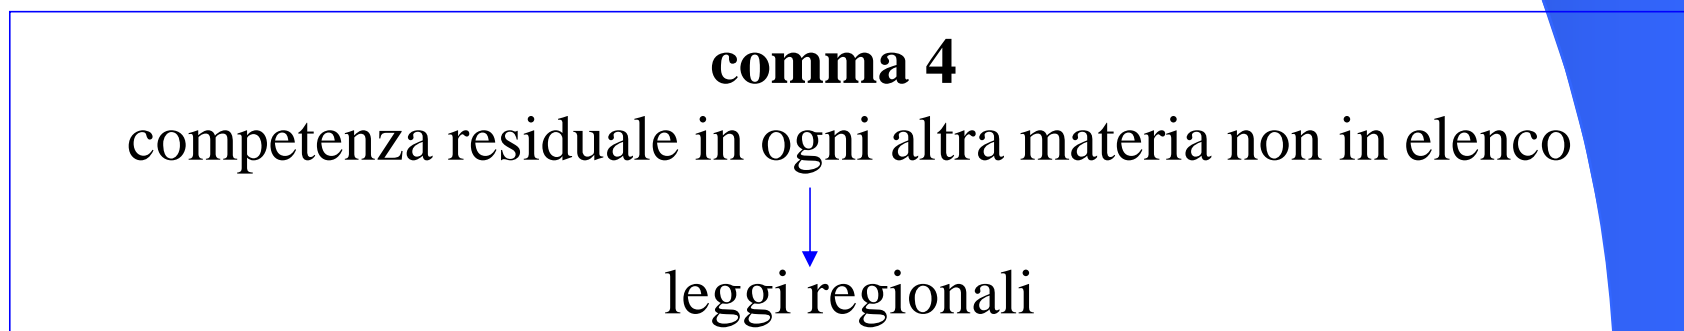 comma 4
competenza residuale in ogni altra materia non in elenco
leggi regionali